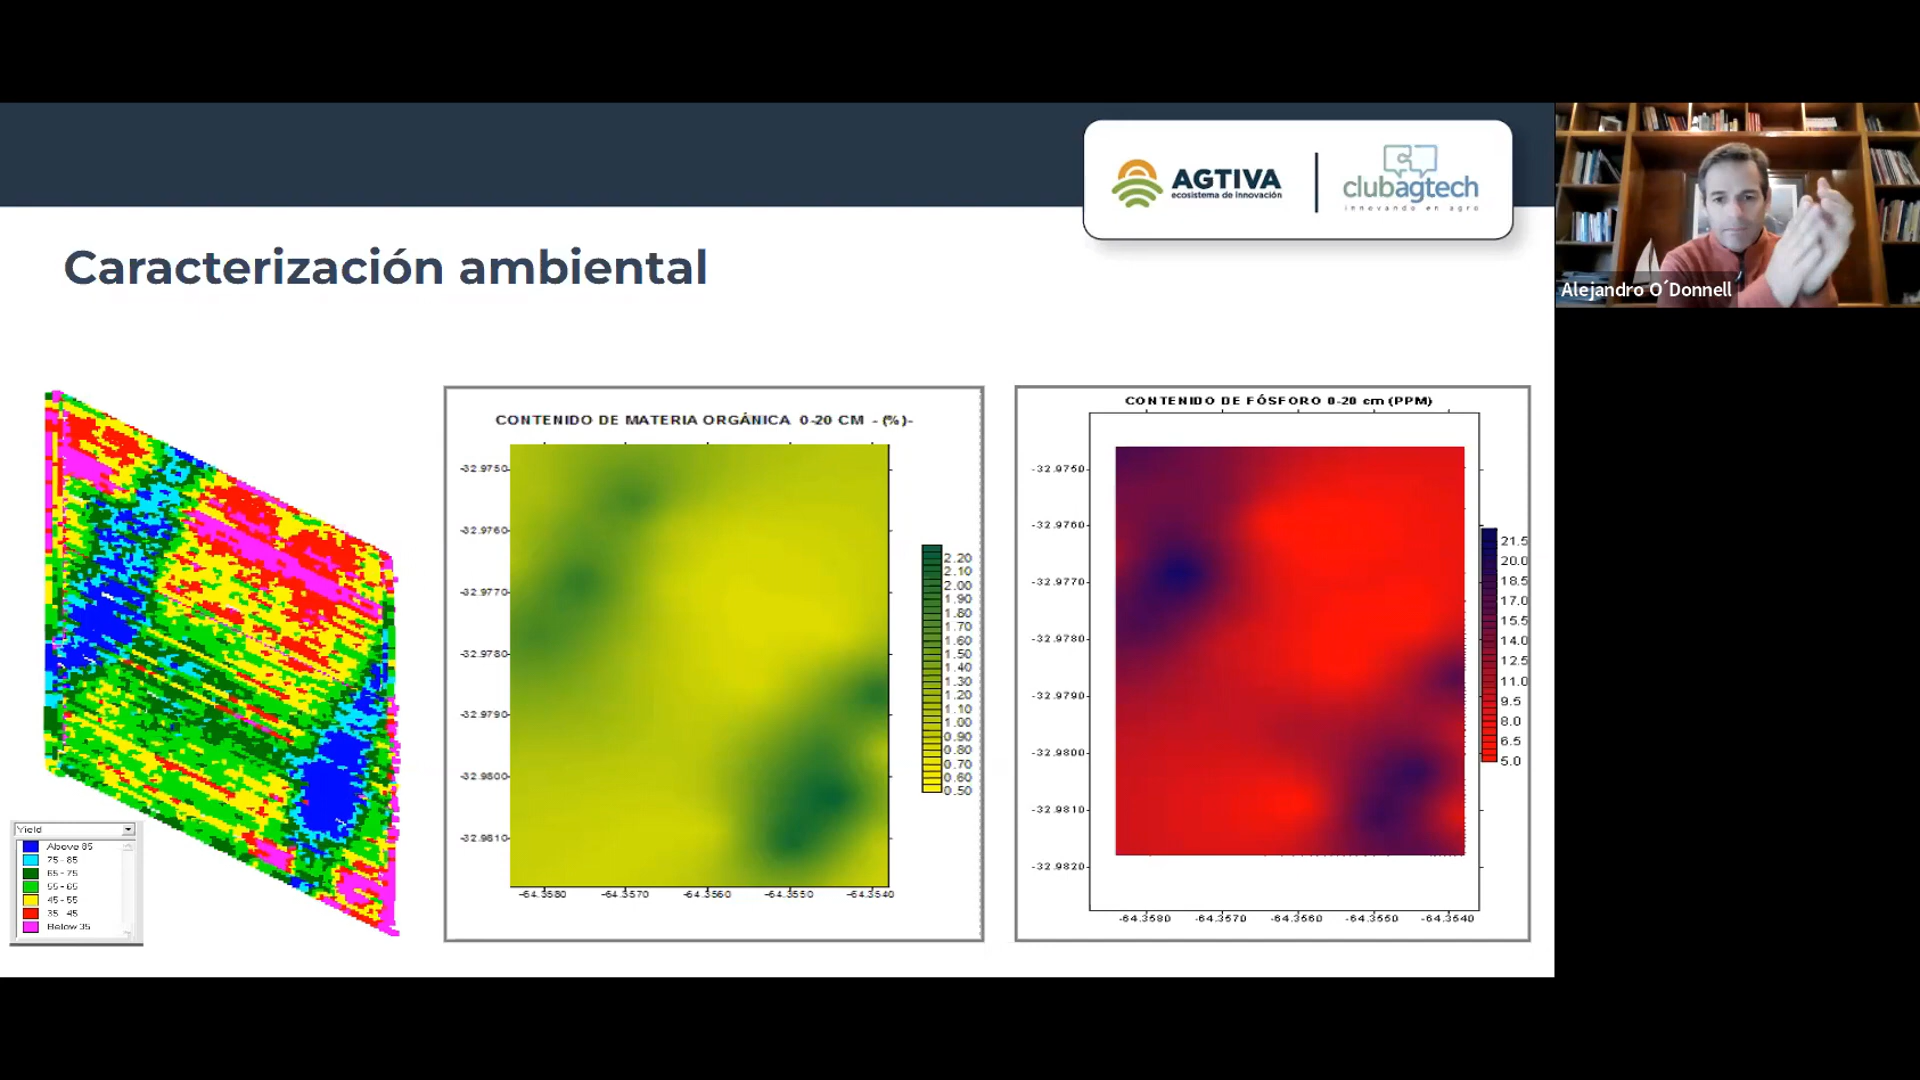 AGTIVA
ecosistema de innovación
clubagtech
innovando en agro
Alejandro O´Donnell
Caracterización ambiental
Yield
Above 85
75 - 85
65 - 75
55 - 65
45 - 55
35 - 45
Below 35
CONTENIDO DE MATERIA ORGÁNICA 0-20 CM - (%)-
-32.9750
-32.9760
-32.9770
-32.9780
-32.9790
-32.9800
-32.9810
-64.3580 -64.3570 -64.3560 -64.3550 -64.3540
2.20
2.10
2.00
1.90
1.80
1.70
1.60
1.50
1.40
1.30
1.20
1.10
1.00
0.90
0.80
0.70
0.60
0.50
CONTENIDO DE FÓSFORO 0-20 cm (PPM)
-32.9750
-32.9760
-32.9770
-32.9780
-32.9790
-32.9800
-32.9810
-32.9820
-64.3580 -64.3570 -64.3560 -64.3550 -64.3540
21.5
20.0
18.5
17.0
15.5
14.0
12.5
11.0
9.5
8.0
6.5
5.0